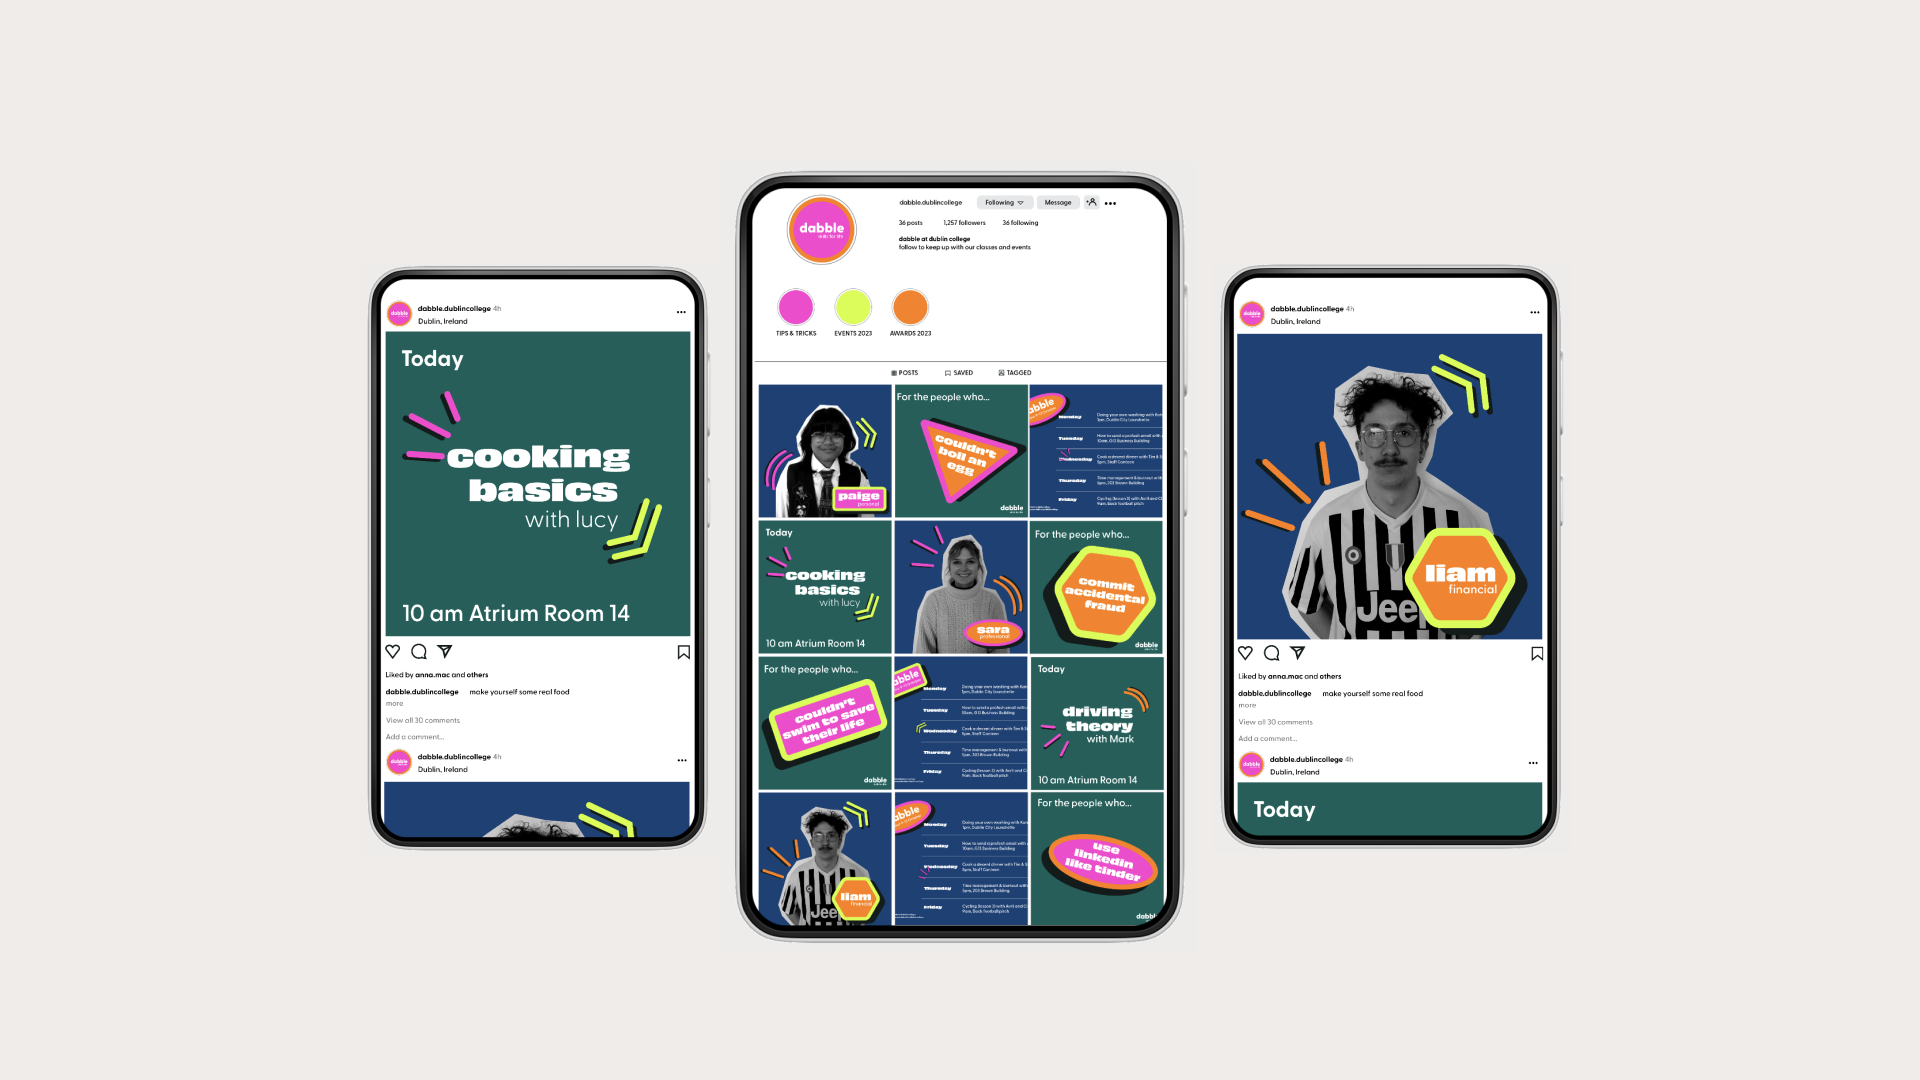 dabble
dabble.dublincollege 4h
Dublin, Ireland
Today
cooking
basics
with lucy
10 am Atrium Room 14
Liked by anna.mac and others
dabble.dublincollege make yourself some real food
more
View all 30 comments
Add a comment...
dabble
dabble.dublincollege 4h
Dublin, Ireland
dabble
skills for life
dabble.dublincollege
Following
Message
36 posts 1,257 followers 36 following
dabble at dublin college
follow to keep up with our classes and events
TIPS & TRICKS
EVENTS 2023
AWARDS 2023
POSTS
SAVED
TAGGED
paige
personal
For the people who...
couldn't
boil an
egg
dabble
Monday
Tuesday
Wednesday
Thursday
Friday
Today
cooking
basics
with lucy
10 am Atrium Room 14
sara
professional
For the people who...
commit
accidental
fraud
dabble
For the people who...
couldn't
swim to save
their life
dabble
Monday
Tuesday
Wednesday
Thursday
Friday
Today
driving
theory
with Mark
10 am Atrium Room 14
Jee
liam
financial
Monday
Tuesday
Wednesday
Thursday
Friday
For the people who...
use
linkedin
like tinder
dabble
dabble.dublincollege 4h
Dublin, Ireland
Jee
liam
financial
Liked by anna.mac and others
dabble.dublincollege make yourself some real food
more
View all 30 comments
Add a comment...
dabble
dabble.dublincollege 4h
Dublin, Ireland
Today